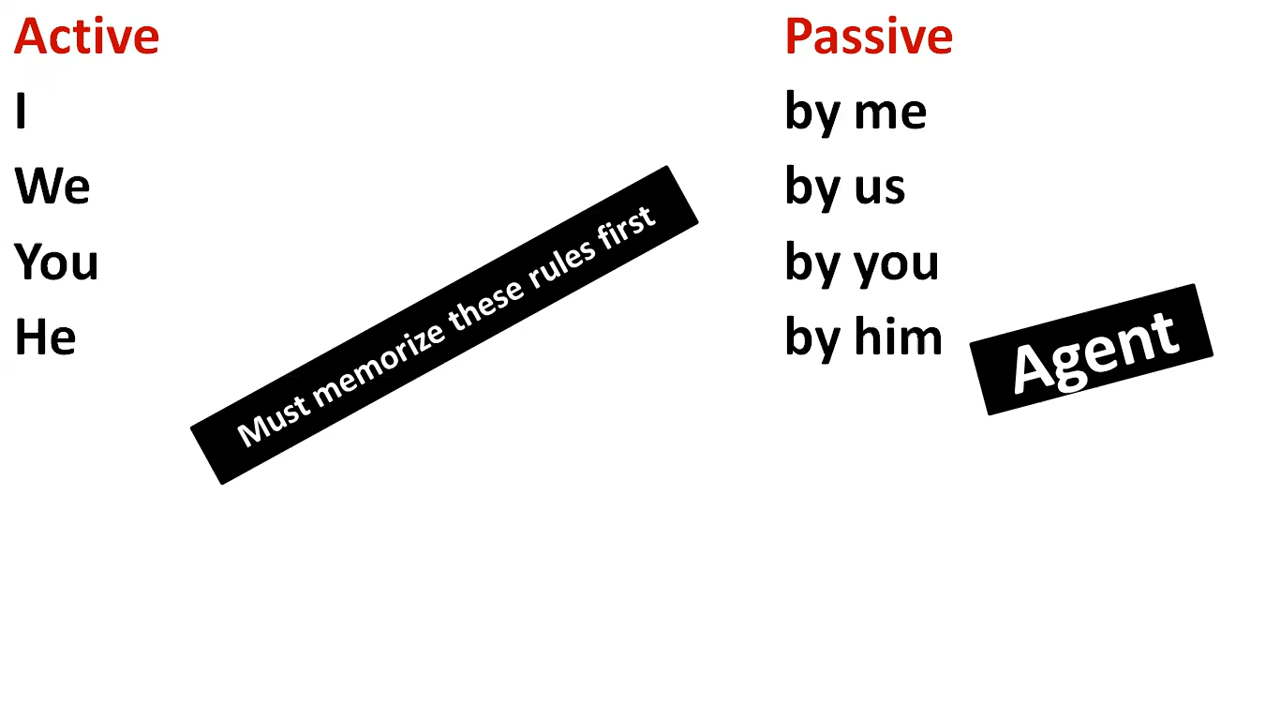 Active
Passive
I
by me
We
by us
You
by you
He
by him
Must memorize these rules first
Agent